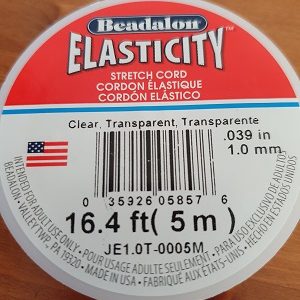 Beadalon™
ELASTICITY
STRETCH CORD
CORDON ÉLASTIQUE
CORDÓN ELÁSTICO
Clear, Transparent, Transparente
.039 in
1.0 mm
0 35926 05857 6
16.4 ft( 5 m )
JE1.0T-0005M
INTENDED FOR ADULT USE ONLY • POUR USAGE ADULTE SEULEMENT • PARA USO EXCLUSIVO DE ADULTOS
BEADALON • VALLEY TWP., PA 19320 • MADE IN USA • FABRIQUÉ AUX ÉTATS-UNIS • HECHO EN ESTADOS UNIDOS